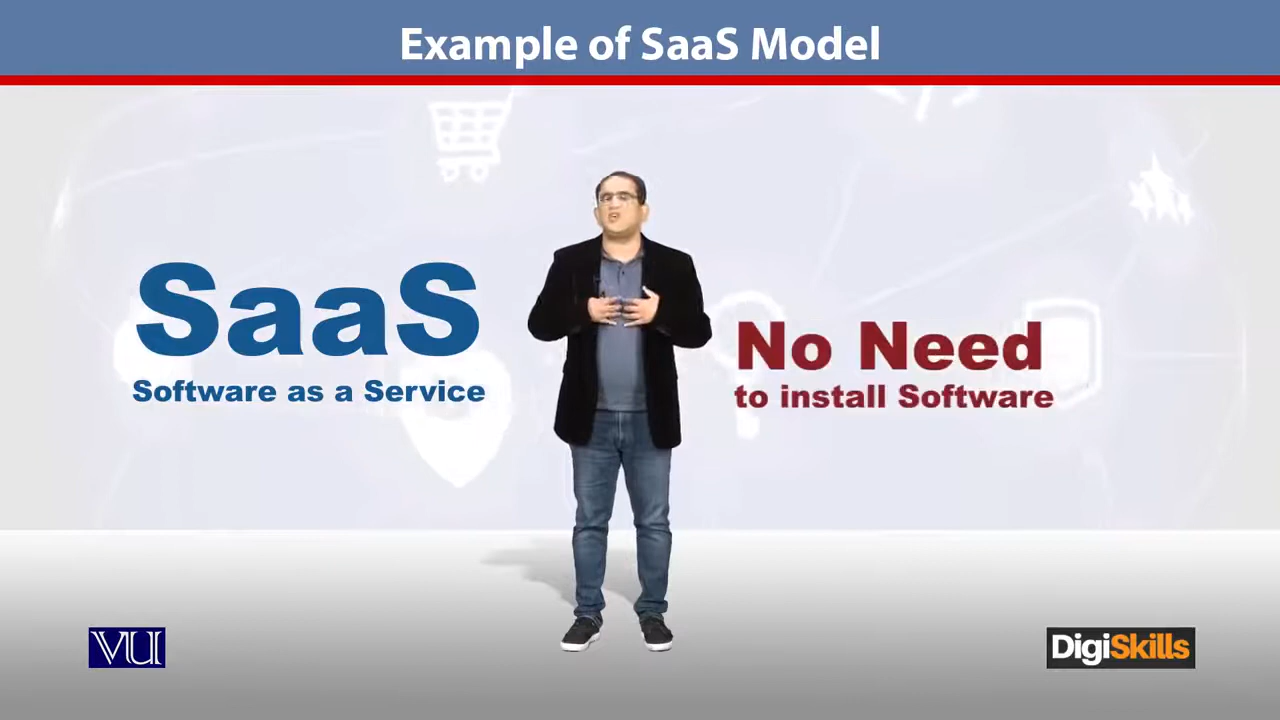 Example of SaaS Model
SaaS
Software as a Service
No Need
to install Software
VU
DigiSkills